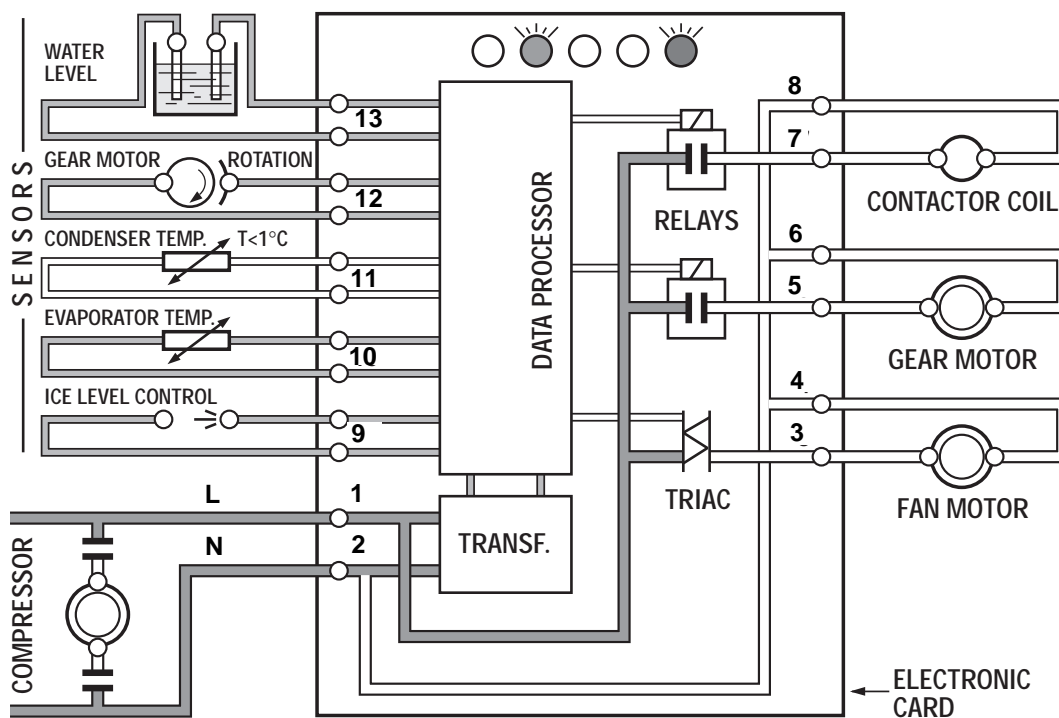 SENSORS
WATER
LEVEL
13
GEAR MOTOR ROTATION
12
CONDENSER TEMP. T<1°C
11
EVAPORATOR TEMP.
10
ICE LEVEL CONTROL
9
L
1
N
2
COMPRESSOR
DATA PROCESSOR
TRANSF.
RELAYS
TRIAC
8
7
CONTACTOR COIL
6
5
GEAR MOTOR
4
3
FAN MOTOR
ELECTRONIC
CARD